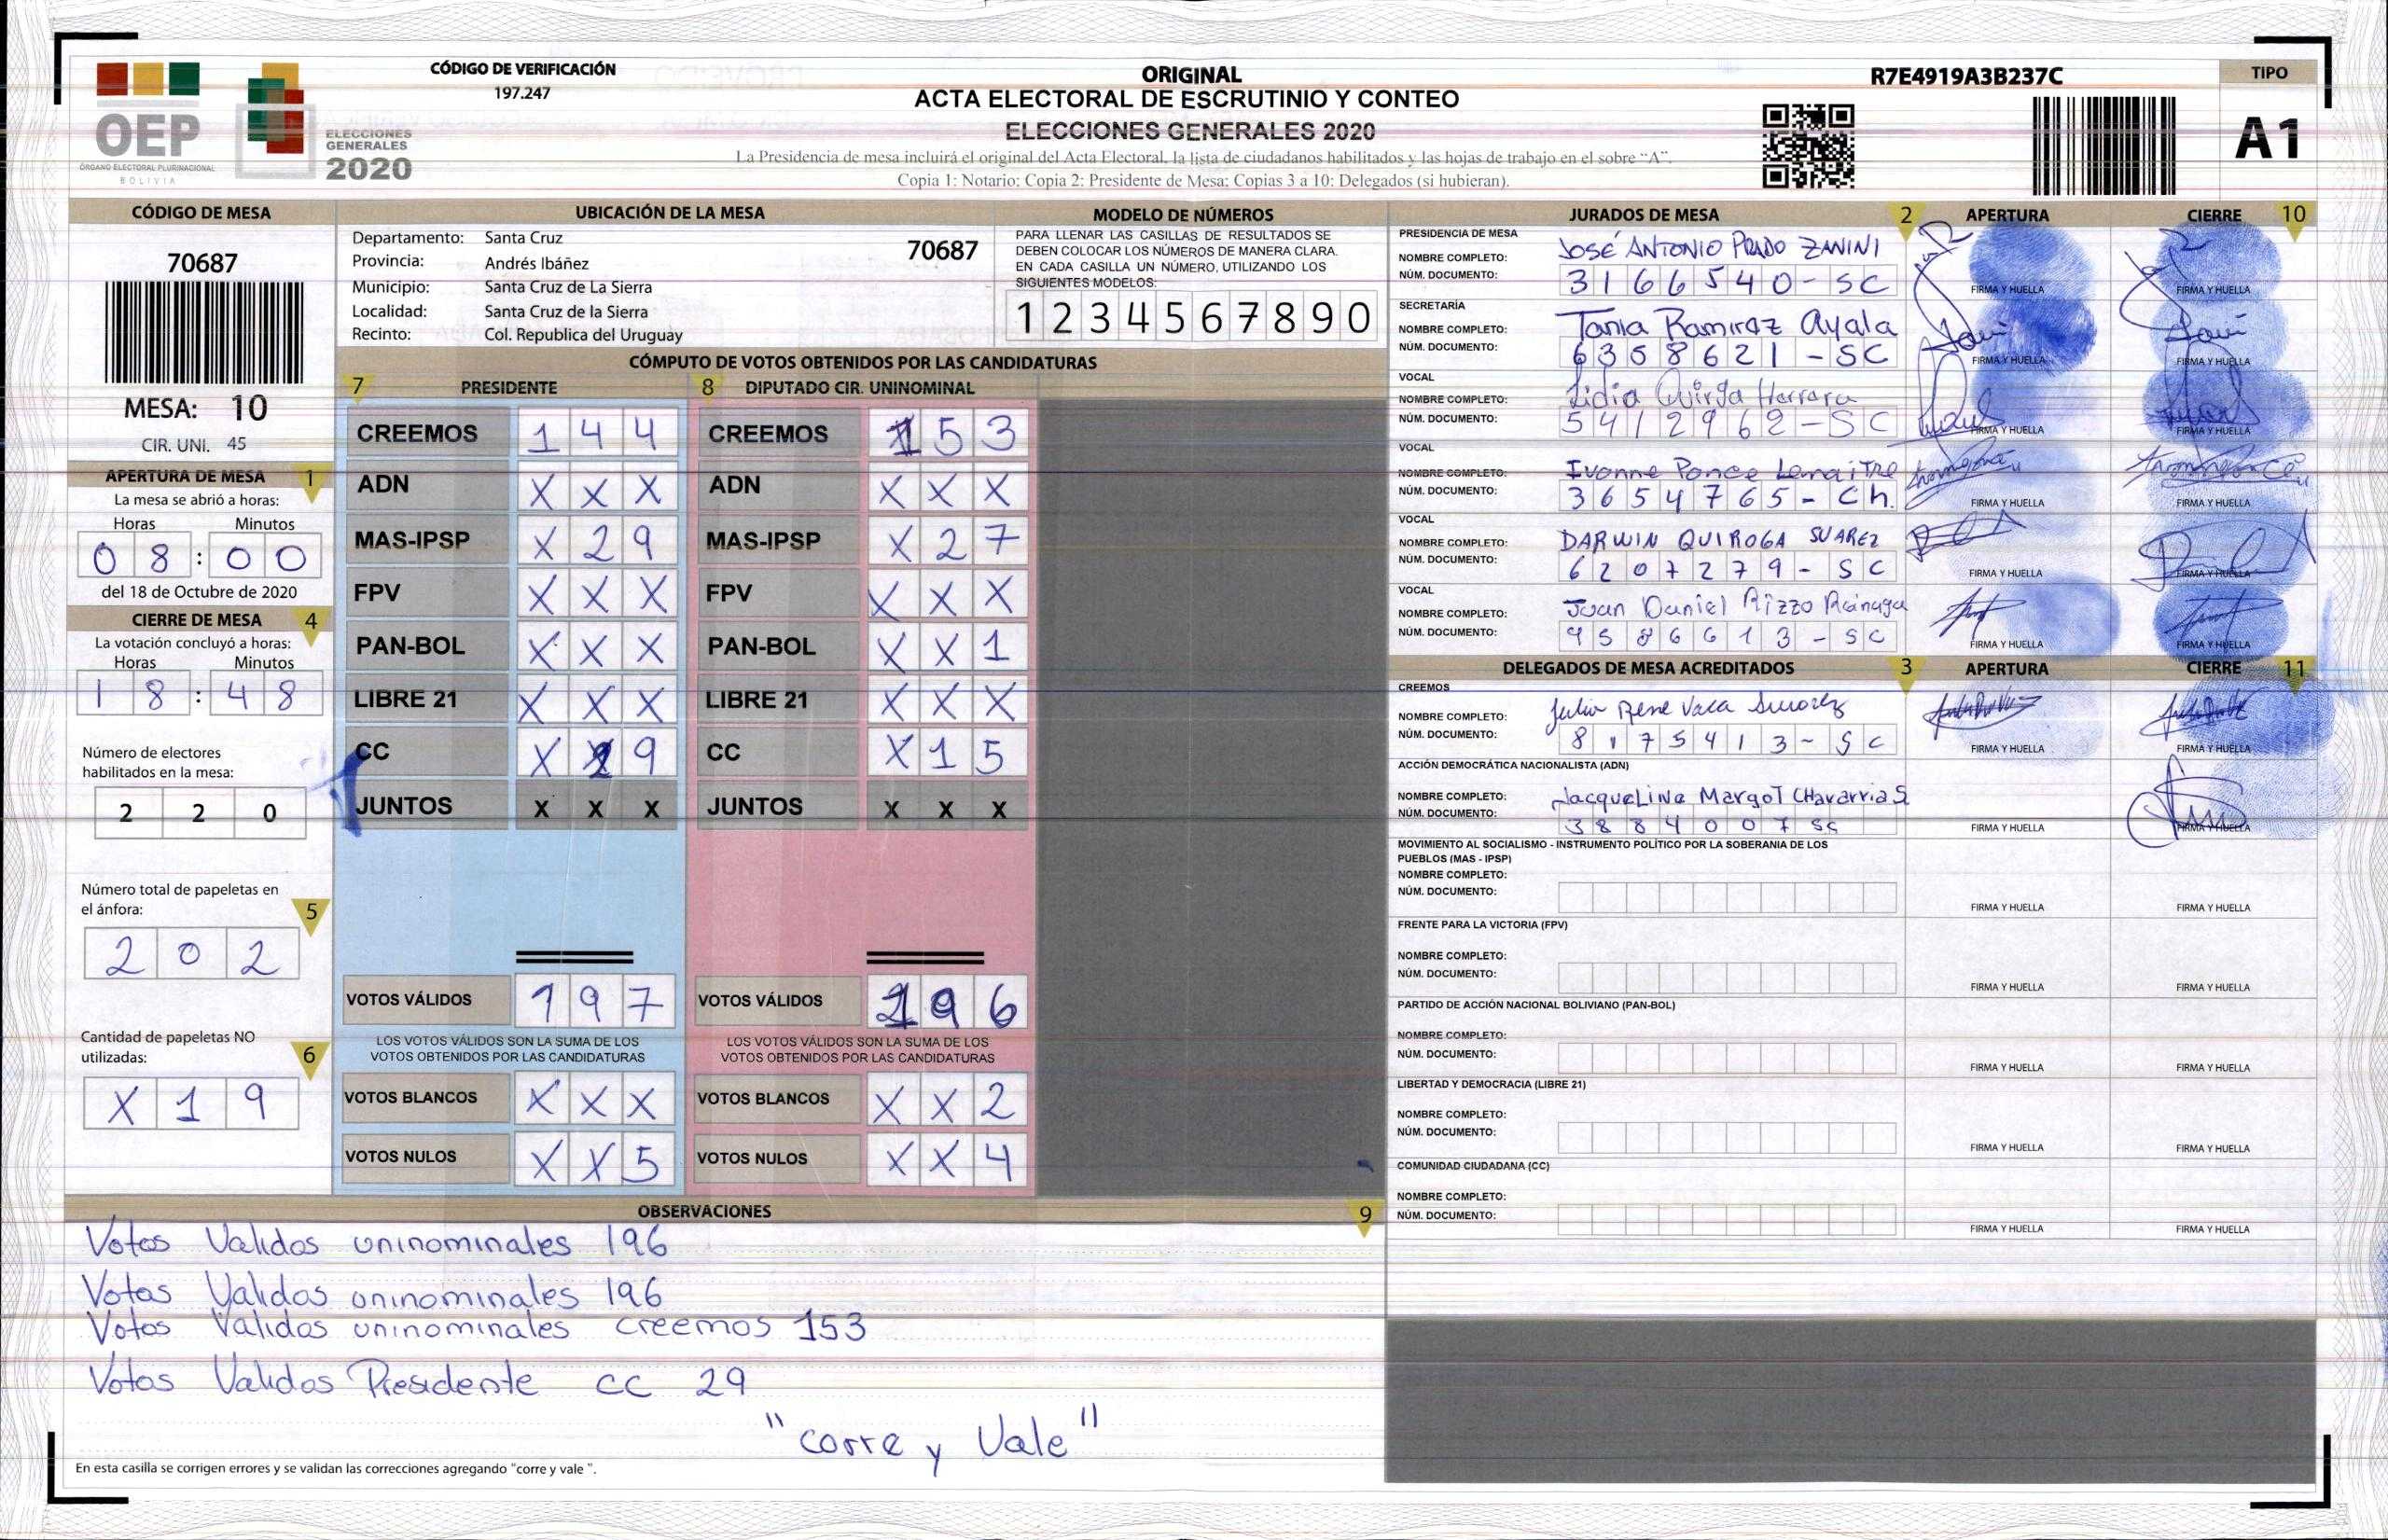 CÓDIGO DE VERIFICACIÓN
197.247
OEP
ÓRGANO ELECTORAL PLURINACIONAL
BOLIVIA
ELECCIONES
GENERALES
2020
ORIGINAL
ACTA ELECTORAL DE ESCRUTINIO Y CONTEO
ELECCIONES GENERALES 2020
La Presidencia de mesa incluirá el original del Acta Electoral, la lista de ciudadanos habilitados y las hojas de trabajo en el sobre "A".
Copia 1: Notario; Copia 2: Presidente de Mesa; Copias 3 a 10: Delegados (si hubieran).
R7E4919A3B237C
TIPO
A1
CÓDIGO DE MESA
70687
MESA: 10
CIR. UNI. 45
APERTURA DE MESA 1
La mesa se abrió a horas:
Horas Minutos
08:00
del 18 de Octubre de 2020
CIERRE DE MESA 4
La votación concluyó a horas:
Horas Minutos
18:48
Número de electores
habilitados en la mesa:
2 2 0
Número total de papeletas en
el ánfora: 5
2 0 2
Cantidad de papeletas NO
utilizadas: 6
X 1 9
UBICACIÓN DE LA MESA
Departamento: Santa Cruz 70687
Provincia: Andrés Ibáñez
Municipio: Santa Cruz de La Sierra
Localidad: Santa Cruz de la Sierra
Recinto: Col. Republica del Uruguay
MODELO DE NÚMEROS
PARA LLENAR LAS CASILLAS DE RESULTADOS SE
DEBEN COLOCAR LOS NÚMEROS DE MANERA CLARA.
EN CADA CASILLA UN NÚMERO, UTILIZANDO LOS
SIGUIENTES MODELOS:
1 2 3 4 5 6 7 8 9 0
CÓMPUTO DE VOTOS OBTENIDOS POR LAS CANDIDATURAS
7 PRESIDENTE 8 DIPUTADO CIR. UNINOMINAL
CREEMOS 1 4 4 CREEMOS 1 5 3
ADN X X X ADN X X X
MAS-IPSP X 2 9 MAS-IPSP X 2 7
FPV X X X FPV X X X
PAN-BOL X X X PAN-BOL X X 1
LIBRE 21 X X X LIBRE 21 X X X
CC X 2 9 CC X 1 5
JUNTOS X X X JUNTOS X X X
VOTOS VÁLIDOS 1 9 7 VOTOS VÁLIDOS 1 9 6
LOS VOTOS VÁLIDOS SON LA SUMA DE LOS LOS VOTOS VÁLIDOS SON LA SUMA DE LOS
VOTOS OBTENIDOS POR LAS CANDIDATURAS VOTOS OBTENIDOS POR LAS CANDIDATURAS
VOTOS BLANCOS X X X VOTOS BLANCOS X X 2
VOTOS NULOS X X 5 VOTOS NULOS X X 4
OBSERVACIONES 9
Votos Validos uninominales 196
Votos Validos uninominales 196
Votos Validos uninominales creemos 153
Votos Validos Presidente CC 29
"corre y Vale"
En esta casilla se corrigen errores y se validan las correcciones agregando "corre y vale ".
JURADOS DE MESA 2 APERTURA CIERRE 10
PRESIDENCIA DE MESA
NOMBRE COMPLETO: JOSÉ ANTONIO PRADO ZANINI
NÚM. DOCUMENTO: 3166540-SC FIRMA Y HUELLA FIRMA Y HUELLA
SECRETARÍA
NOMBRE COMPLETO: Tania Ramirez Ayala
NÚM. DOCUMENTO: 6368621-SC FIRMA Y HUELLA FIRMA Y HUELLA
VOCAL
NOMBRE COMPLETO: Lidia Herrera
NÚM. DOCUMENTO: 5412962-SC FIRMA Y HUELLA FIRMA Y HUELLA
VOCAL
NOMBRE COMPLETO: Ivonne Ponce Lemaitre
NÚM. DOCUMENTO: 3654765-Ch. FIRMA Y HUELLA FIRMA Y HUELLA
VOCAL
NOMBRE COMPLETO: DARWIN QUIROGA SUAREZ
NÚM. DOCUMENTO: 6207279-SC FIRMA Y HUELLA FIRMA Y HUELLA
VOCAL
NOMBRE COMPLETO: Juan Daniel Rizzo
NÚM. DOCUMENTO: 9586613-SC FIRMA Y HUELLA FIRMA Y HUELLA
DELEGADOS DE MESA ACREDITADOS 3 APERTURA CIERRE 11
CREEMOS
NOMBRE COMPLETO: Julio Rene Vaca Suarez
NÚM. DOCUMENTO: 8175413-SC FIRMA Y HUELLA FIRMA Y HUELLA
ACCIÓN DEMOCRÁTICA NACIONALISTA (ADN)
NOMBRE COMPLETO: JacqueLine MargoT CHavarria S
NÚM. DOCUMENTO: 3884007 SC FIRMA Y HUELLA FIRMA Y HUELLA
MOVIMIENTO AL SOCIALISMO - INSTRUMENTO POLÍTICO POR LA SOBERANIA DE LOS
PUEBLOS (MAS - IPSP)
NOMBRE COMPLETO:
NÚM. DOCUMENTO: FIRMA Y HUELLA FIRMA Y HUELLA
FRENTE PARA LA VICTORIA (FPV)
NOMBRE COMPLETO:
NÚM. DOCUMENTO: FIRMA Y HUELLA FIRMA Y HUELLA
PARTIDO DE ACCIÓN NACIONAL BOLIVIANO (PAN-BOL)
NOMBRE COMPLETO:
NÚM. DOCUMENTO: FIRMA Y HUELLA FIRMA Y HUELLA
LIBERTAD Y DEMOCRACIA (LIBRE 21)
NOMBRE COMPLETO:
NÚM. DOCUMENTO: FIRMA Y HUELLA FIRMA Y HUELLA
COMUNIDAD CIUDADANA (CC)
NOMBRE COMPLETO:
NÚM. DOCUMENTO: FIRMA Y HUELLA FIRMA Y HUELLA